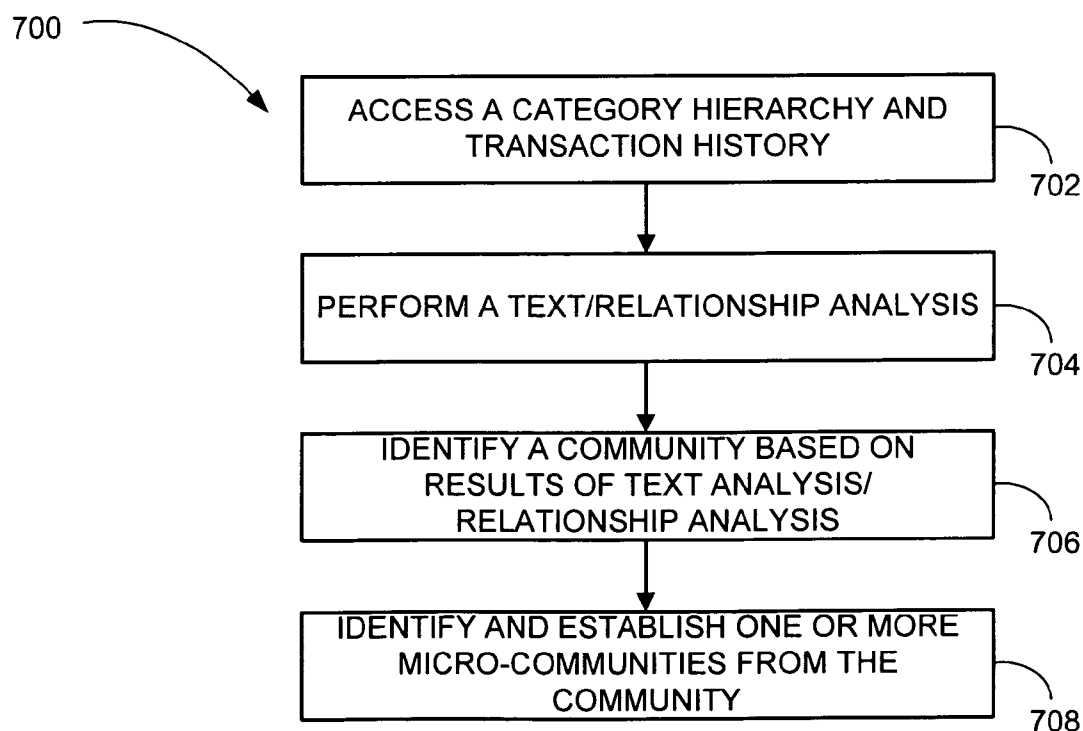 700
ACCESS A CATEGORY HIERARCHY AND
TRANSACTION HISTORY
702
PERFORM A TEXT/RELATIONSHIP ANALYSIS
704
IDENTIFY A COMMUNITY BASED ON
RESULTS OF TEXT ANALYSIS/
RELATIONSHIP ANALYSIS
706
IDENTIFY AND ESTABLISH ONE OR MORE
MICRO-COMMUNITIES FROM THE
COMMUNITY
708